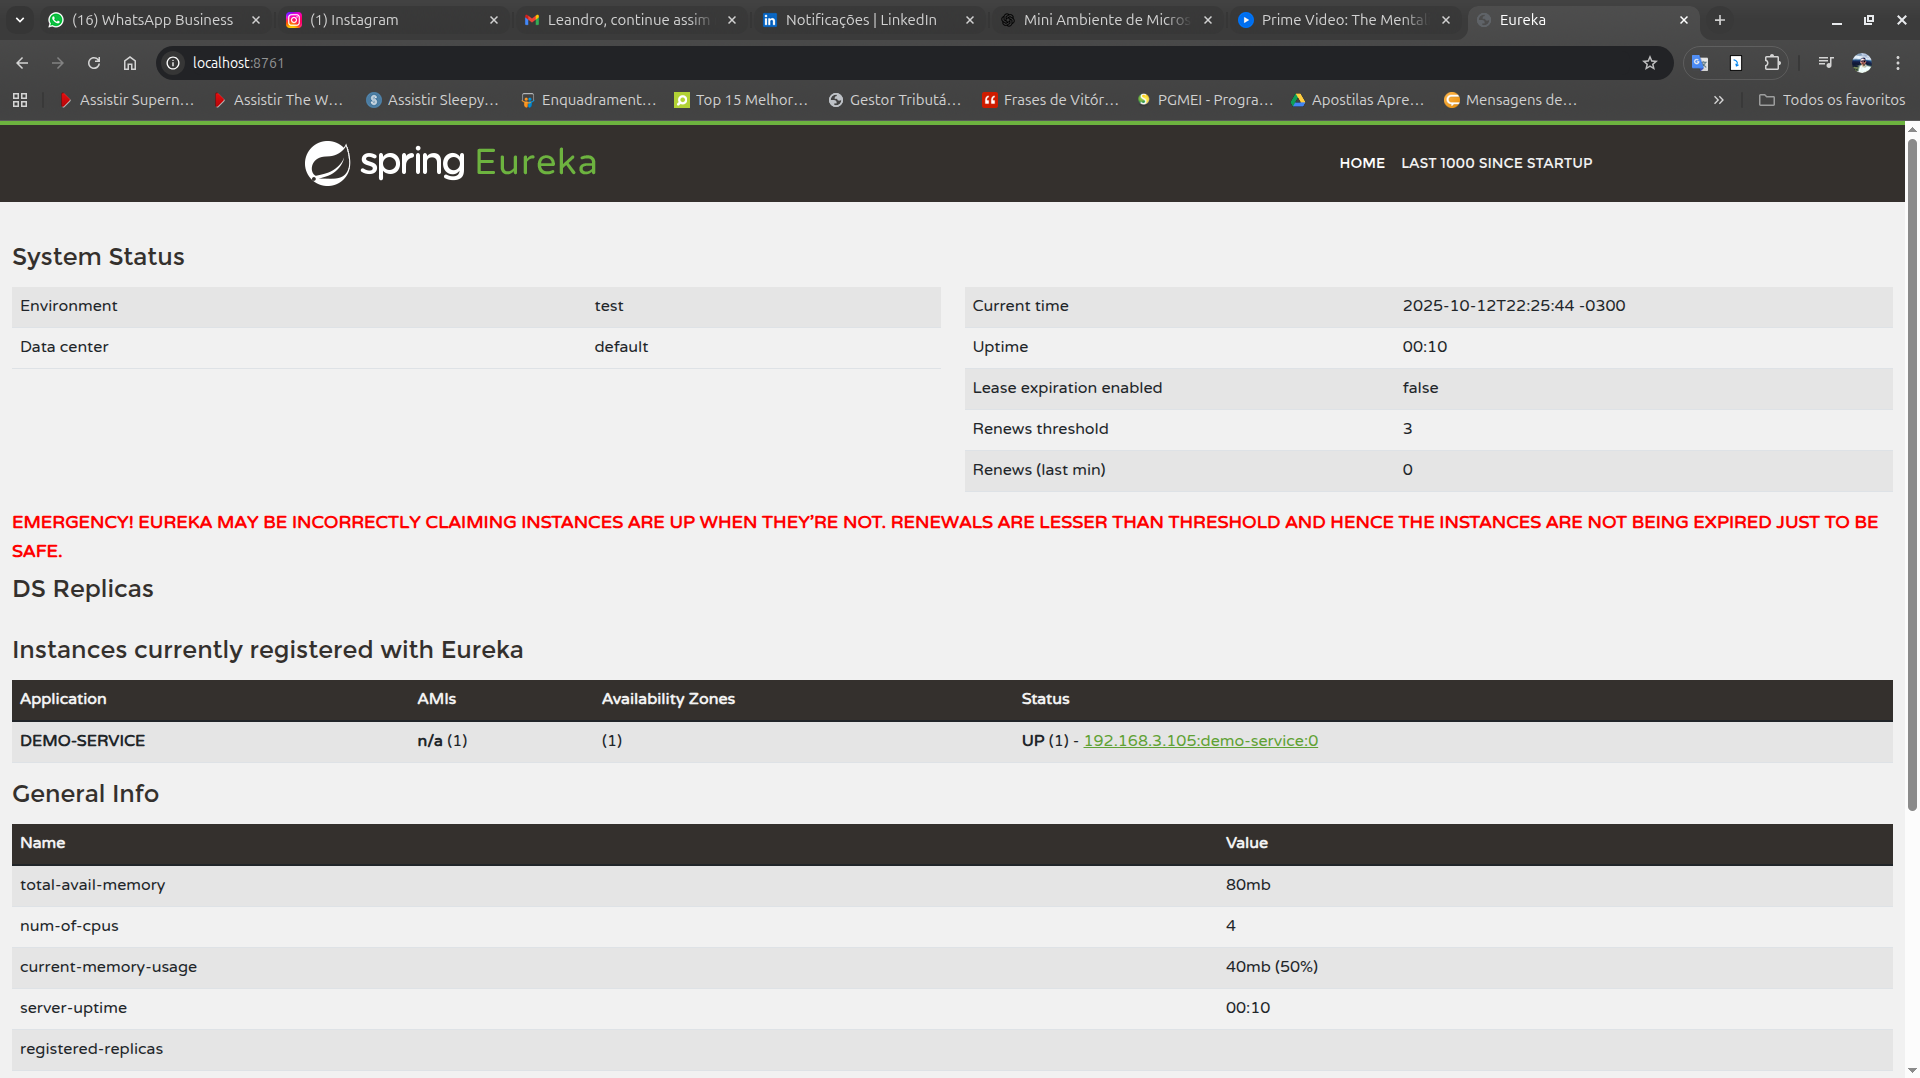 (16) WhatsApp Business
(1) Instagram
Leandro, continue assim
Notificações | LinkedIn
Mini Ambiente de Micros
Prime Video: The Mental
Eureka
localhost:8761
Assistir Supern...
Assistir The W...
Assistir Sleepy...
Enquadrament...
Top 15 Melhor...
Gestor Tributá...
Frases de Vitór...
PGMEI - Progra...
Apostilas Apre...
Mensagens de...
Todos os favoritos
spring Eureka
HOME LAST 1000 SINCE STARTUP
System Status
Environment test
Data center default
Current time 2025-10-12T22:25:44 -0300
Uptime 00:10
Lease expiration enabled false
Renews threshold 3
Renews (last min) 0
EMERGENCY! EUREKA MAY BE INCORRECTLY CLAIMING INSTANCES ARE UP WHEN THEY'RE NOT. RENEWALS ARE LESSER THAN THRESHOLD AND HENCE THE INSTANCES ARE NOT BEING EXPIRED JUST TO BE
SAFE.
DS Replicas
Instances currently registered with Eureka
Application AMIs Availability Zones Status
DEMO-SERVICE n/a (1) (1) UP (1) - 192.168.3.105:demo-service:0
General Info
Name Value
total-avail-memory 80mb
num-of-cpus 4
current-memory-usage 40mb (50%)
server-uptime 00:10
registered-replicas